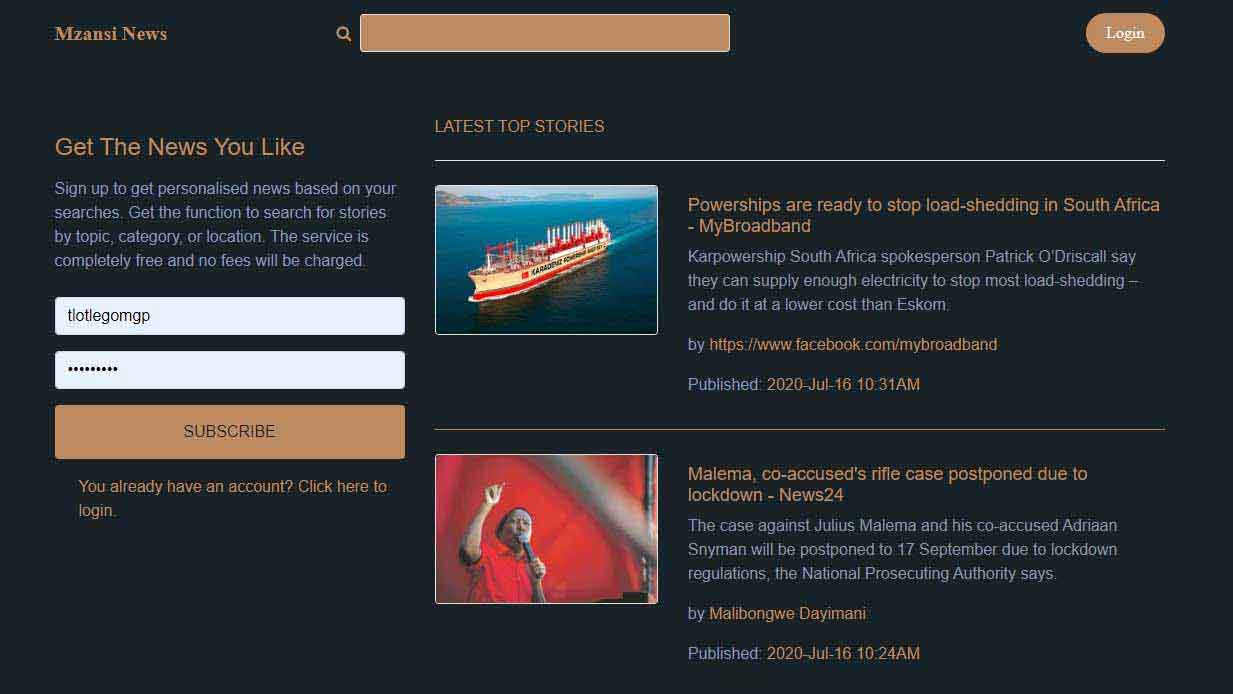 Mzansi News
Login
Get The News You Like
Sign up to get personalised news based on your
searches. Get the function to search for stories
by topic, category, or location. The service is
completely free and no fees will be charged.
tlotlegomgp
•••••••••
SUBSCRIBE
You already have an account? Click here to
login.
LATEST TOP STORIES
KARADENIZ POWERSHIP
Powerships are ready to stop load-shedding in South Africa
- MyBroadband
Karpowership South Africa spokesperson Patrick O'Driscall say
they can supply enough electricity to stop most load-shedding –
and do it at a lower cost than Eskom.
by https://www.facebook.com/mybroadband
Published: 2020-Jul-16 10:31AM
Malema, co-accused's rifle case postponed due to
lockdown - News24
The case against Julius Malema and his co-accused Adriaan
Snyman will be postponed to 17 September due to lockdown
regulations, the National Prosecuting Authority says.
by Malibongwe Dayimani
Published: 2020-Jul-16 10:24AM